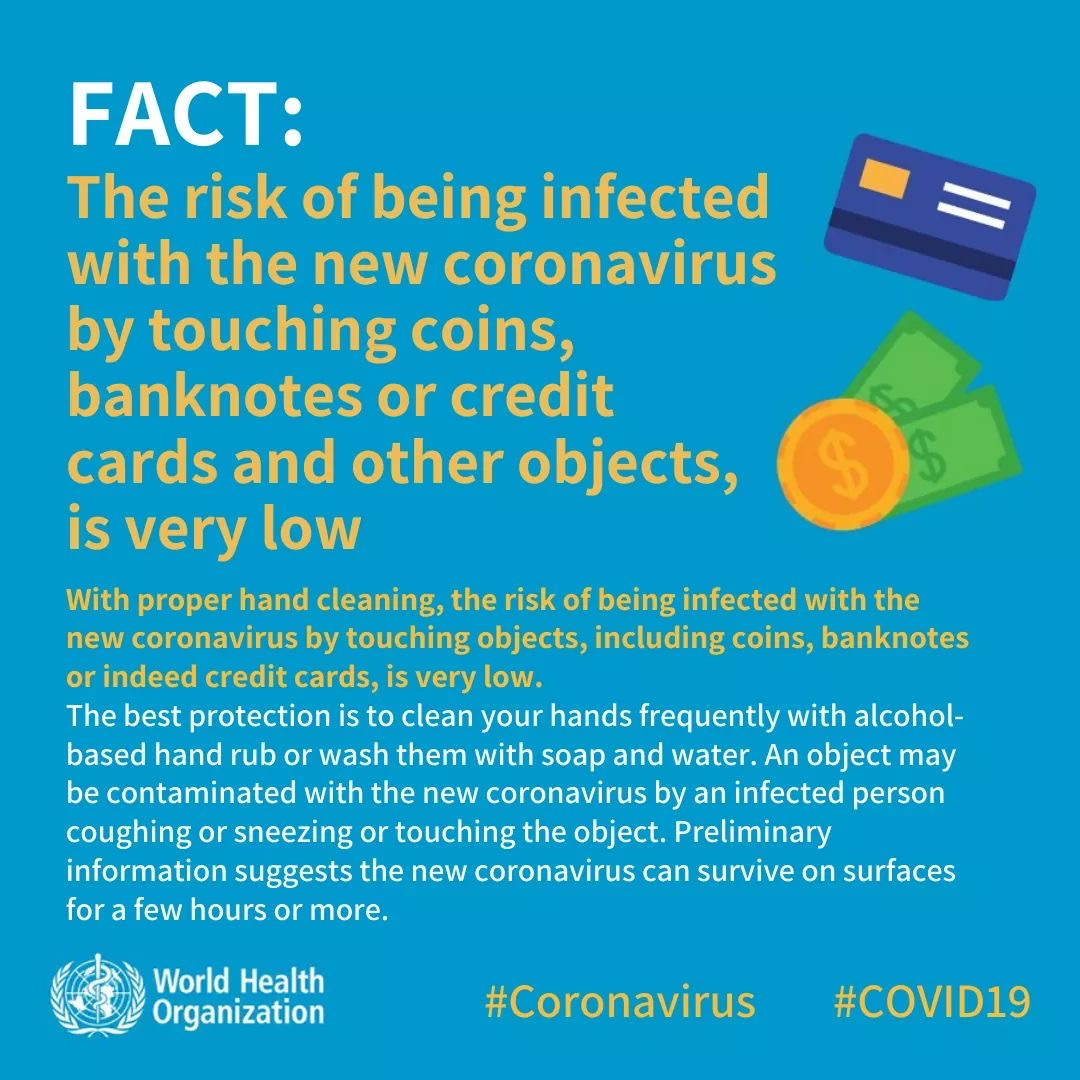 FACT:
The risk of being infected
with the new coronavirus
by touching coins,
banknotes or credit
cards and other objects,
is very low
With proper hand cleaning, the risk of being infected with the
new coronavirus by touching objects, including coins, banknotes
or indeed credit cards, is very low.
The best protection is to clean your hands frequently with alcohol-
based hand rub or wash them with soap and water. An object may
be contaminated with the new coronavirus by an infected person
coughing or sneezing or touching the object. Preliminary
information suggests the new coronavirus can survive on surfaces
for a few hours or more.
World Health
Organization
#Coronavirus #COVID19